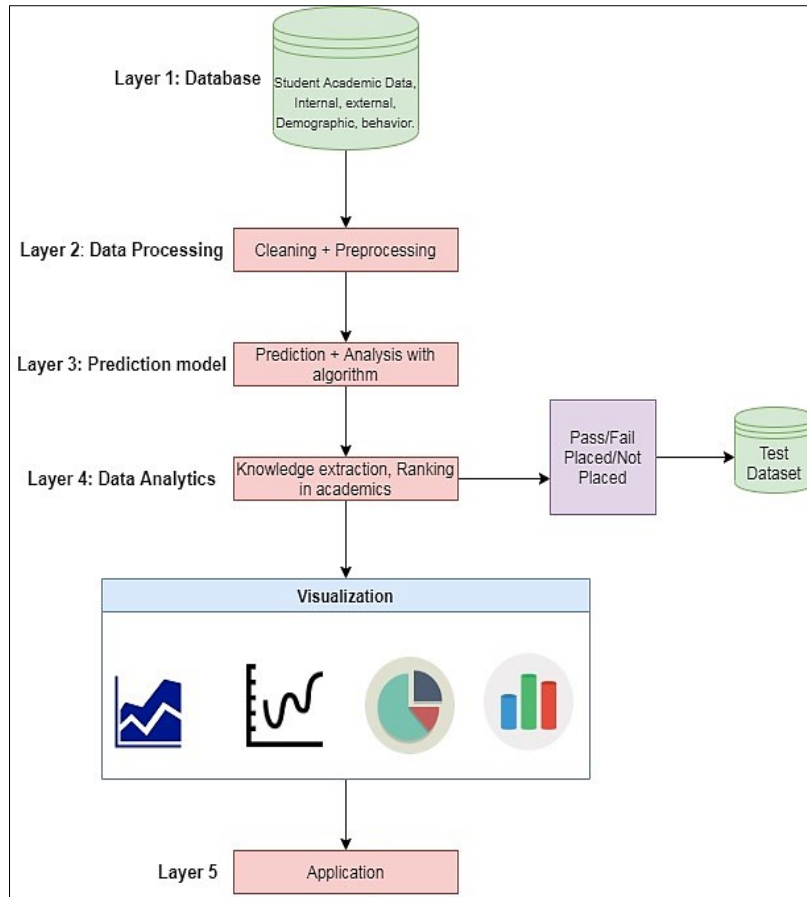 Layer 1: Database
Student Academic Data,
Internal, external,
Demographic, behavior.
Layer 2: Data Processing
Cleaning + Preprocessing
Layer 3: Prediction model
Prediction + Analysis with
algorithm
Layer 4: Data Analytics
Knowledge extraction, Ranking
in academics
Pass/Fail
Placed/Not
Placed
Test
Dataset
Visualization
Layer 5
Application